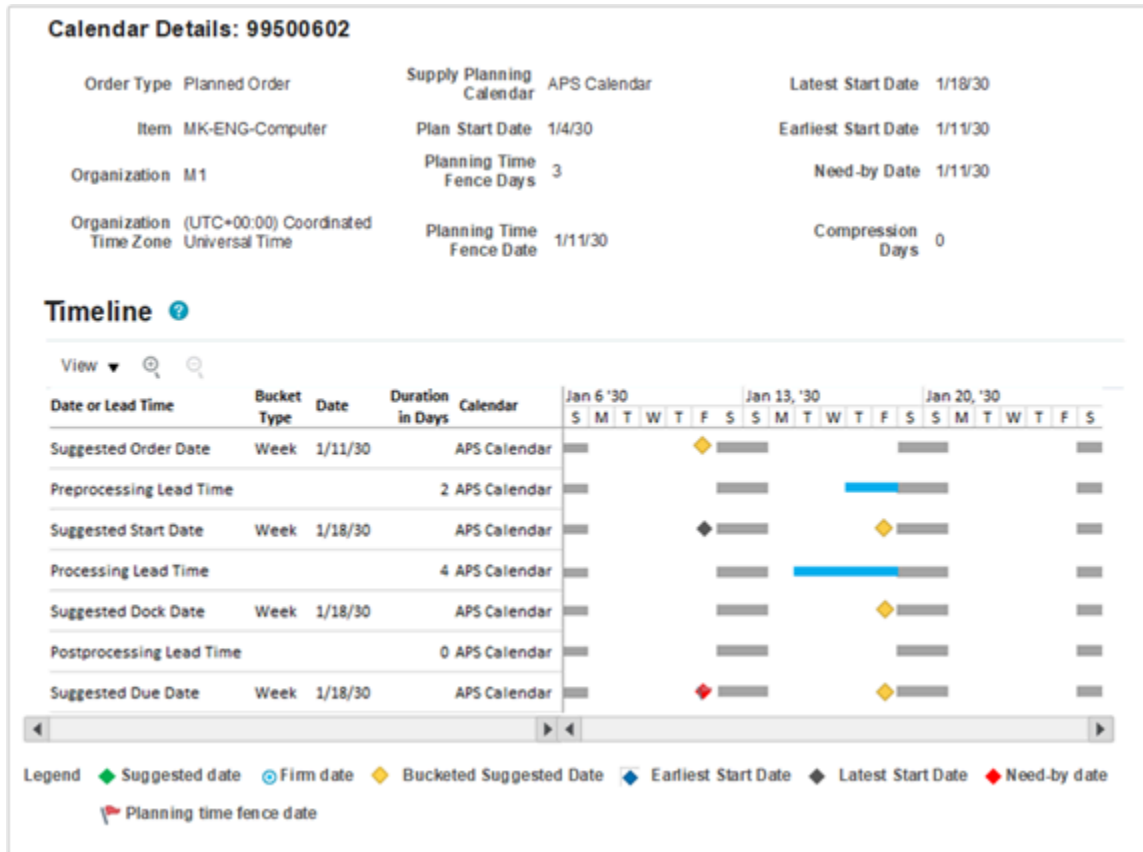 Calendar Details: 99500602
Order Type Planned Order Supply Planning Calendar APS Calendar Latest Start Date 1/18/30
Item MK-ENG-Computer Plan Start Date 1/4/30 Earliest Start Date 1/11/30
Organization M1 Planning Time Fence Days 3 Need-by Date 1/11/30
Organization Time Zone (UTC+00:00) Coordinated Universal Time Planning Time Fence Date 1/11/30 Compression Days 0
Timeline ?
View
Date or Lead Time Bucket Type Date Duration in Days Calendar Jan 6 '30 Jan 13, '30 Jan 20, '30
S M T W T F S S M T W T F S S M T W T F S
Suggested Order Date Week 1/11/30 APS Calendar
Preprocessing Lead Time 2 APS Calendar
Suggested Start Date Week 1/18/30 APS Calendar
Processing Lead Time 4 APS Calendar
Suggested Dock Date Week 1/18/30 APS Calendar
Postprocessing Lead Time 0 APS Calendar
Suggested Due Date Week 1/18/30 APS Calendar
Legend Suggested date Firm date Bucketed Suggested Date Earliest Start Date Latest Start Date Need-by date
Planning time fence date